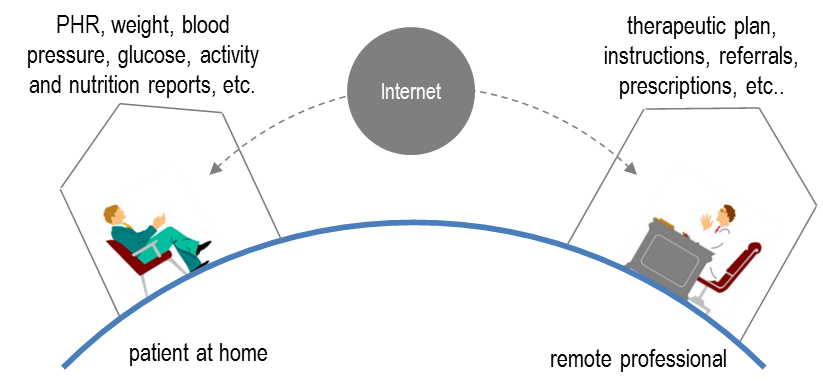 PHR, weight, blood
pressure, glucose, activity
and nutrition reports, etc.
Internet
therapeutic plan,
instructions, referrals,
prescriptions, etc..
patient at home
remote professional